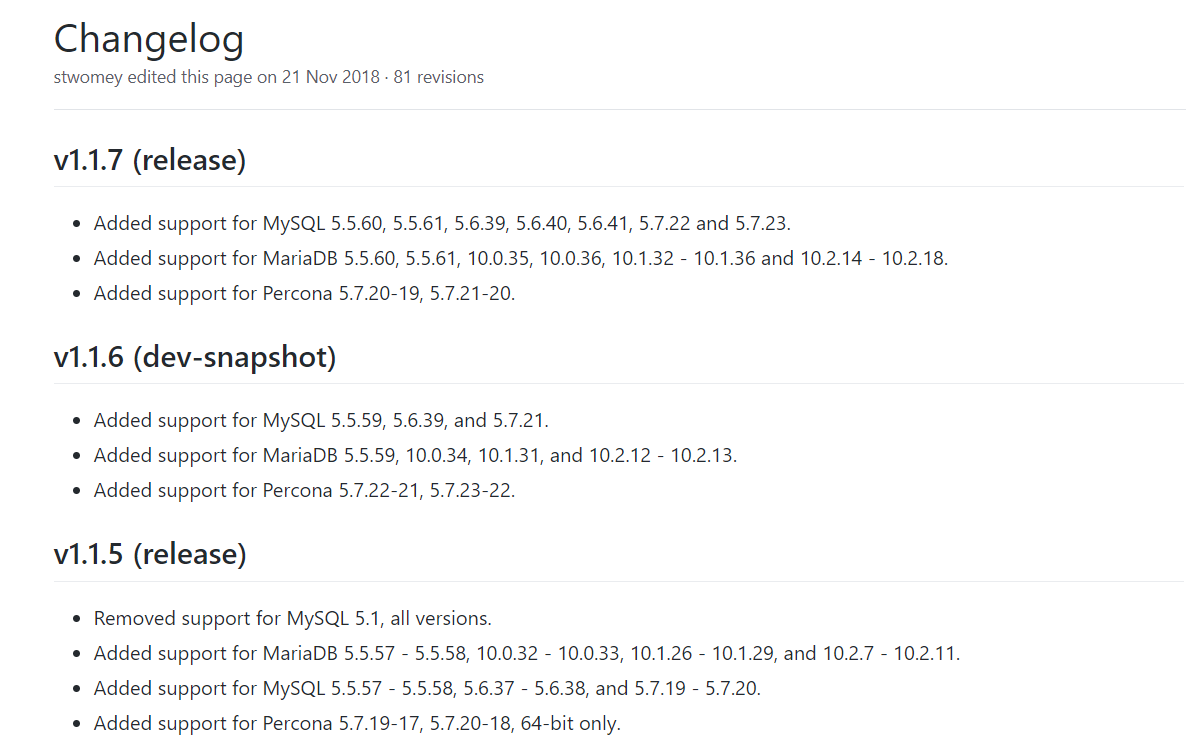 Changelog
stwomey edited this page on 21 Nov 2018 · 81 revisions
v1.1.7 (release)
• Added support for MySQL 5.5.60, 5.5.61, 5.6.39, 5.6.40, 5.6.41, 5.7.22 and 5.7.23.
• Added support for MariaDB 5.5.60, 5.5.61, 10.0.35, 10.0.36, 10.1.32 - 10.1.36 and 10.2.14 - 10.2.18.
• Added support for Percona 5.7.20-19, 5.7.21-20.
v1.1.6 (dev-snapshot)
• Added support for MySQL 5.5.59, 5.6.39, and 5.7.21.
• Added support for MariaDB 5.5.59, 10.0.34, 10.1.31, and 10.2.12 - 10.2.13.
• Added support for Percona 5.7.22-21, 5.7.23-22.
v1.1.5 (release)
• Removed support for MySQL 5.1, all versions.
• Added support for MariaDB 5.5.57 - 5.5.58, 10.0.32 - 10.0.33, 10.1.26 - 10.1.29, and 10.2.7 - 10.2.11.
• Added support for MySQL 5.5.57 - 5.5.58, 5.6.37 - 5.6.38, and 5.7.19 - 5.7.20.
• Added support for Percona 5.7.19-17, 5.7.20-18, 64-bit only.